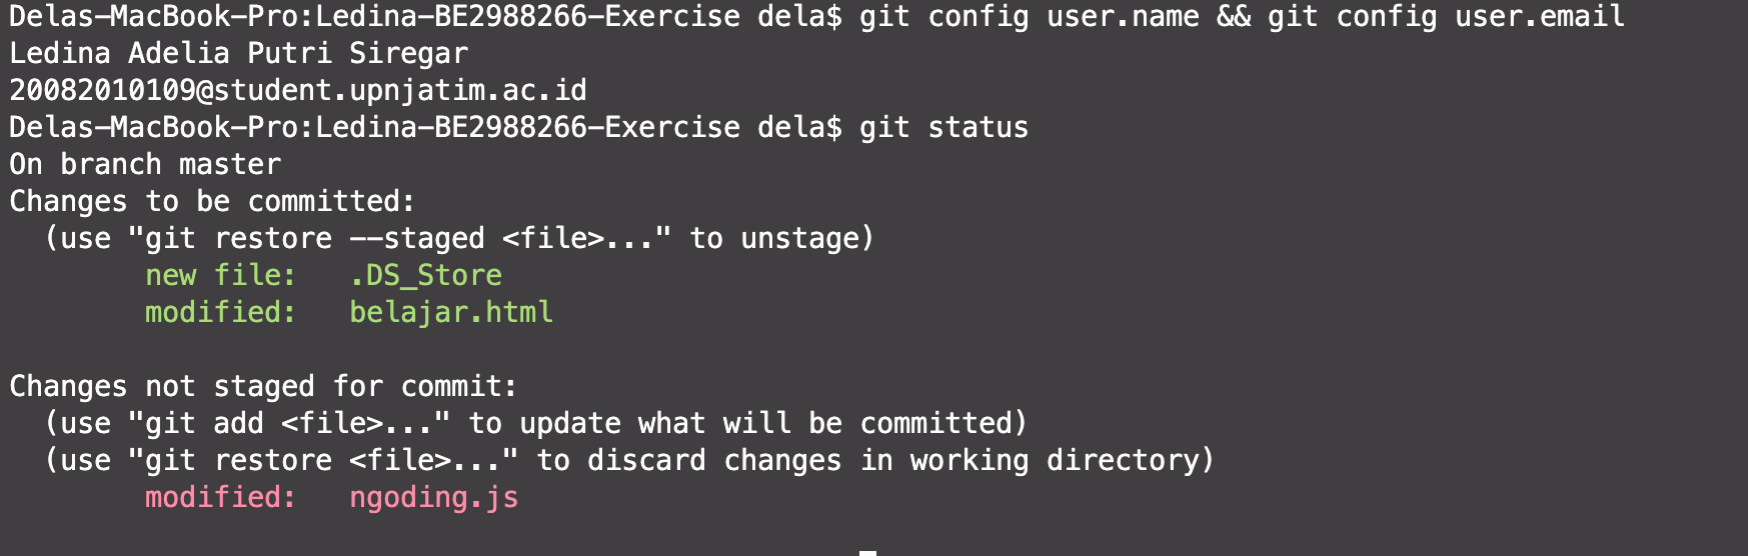 Delas-MacBook-Pro:Ledina-BE2988266-Exercise dela$ git config user.name && git config user.email
Ledina Adelia Putri Siregar
20082010109@student.upnjatim.ac.id
Delas-MacBook-Pro:Ledina-BE2988266-Exercise dela$ git status
On branch master
Changes to be committed:
  (use "git restore --staged <file>..." to unstage)
        new file:   .DS_Store
        modified:   belajar.html

Changes not staged for commit:
  (use "git add <file>..." to update what will be committed)
  (use "git restore <file>..." to discard changes in working directory)
        modified:   ngoding.js